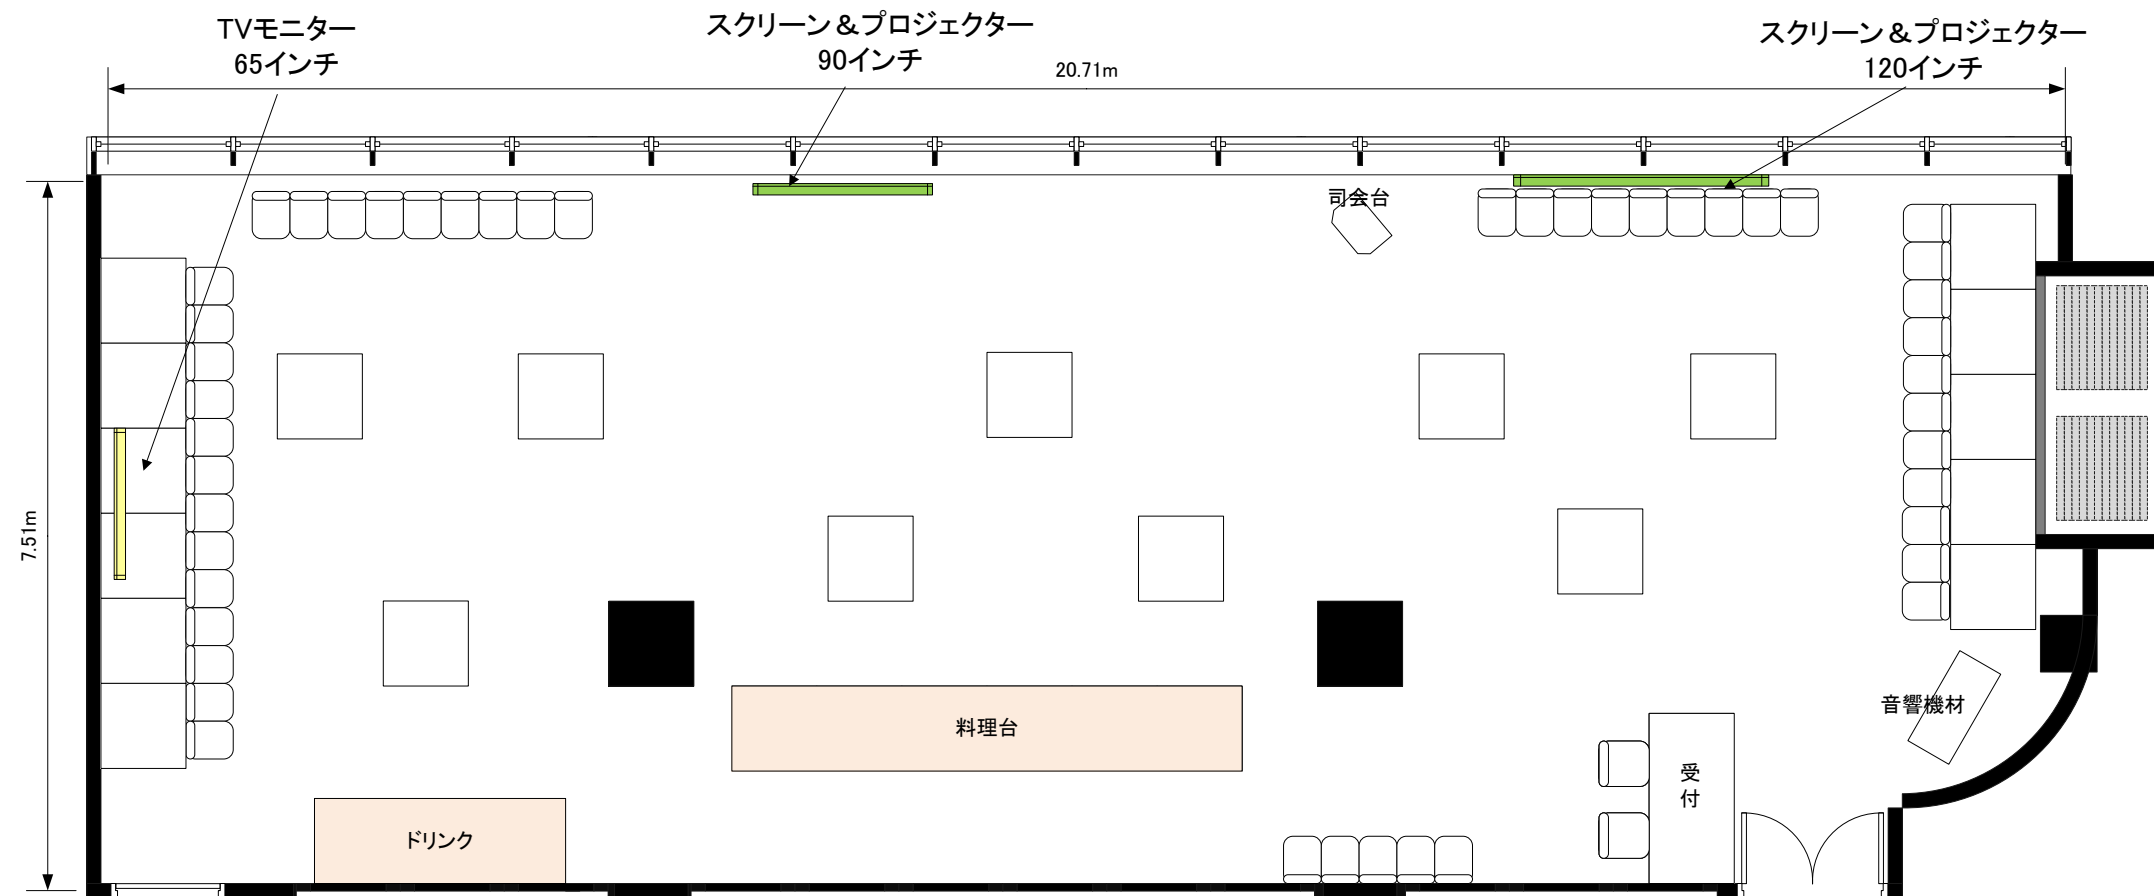 TVモニター
65インチ
スクリーン＆プロジェクター
90インチ
スクリーン＆プロジェクター
120インチ
20.71m
司会台
7.51m
音響機材
料理台
受
付
ドリンク